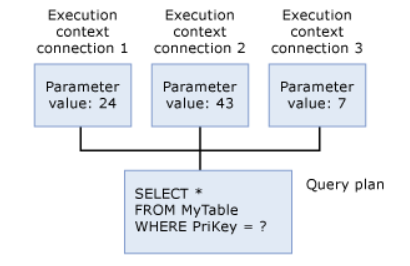 Execution context connection 1
Execution context connection 2
Execution context connection 3
Parameter value: 24
Parameter value: 43
Parameter value: 7
Query plan
SELECT *
FROM MyTable
WHERE PriKey = ?